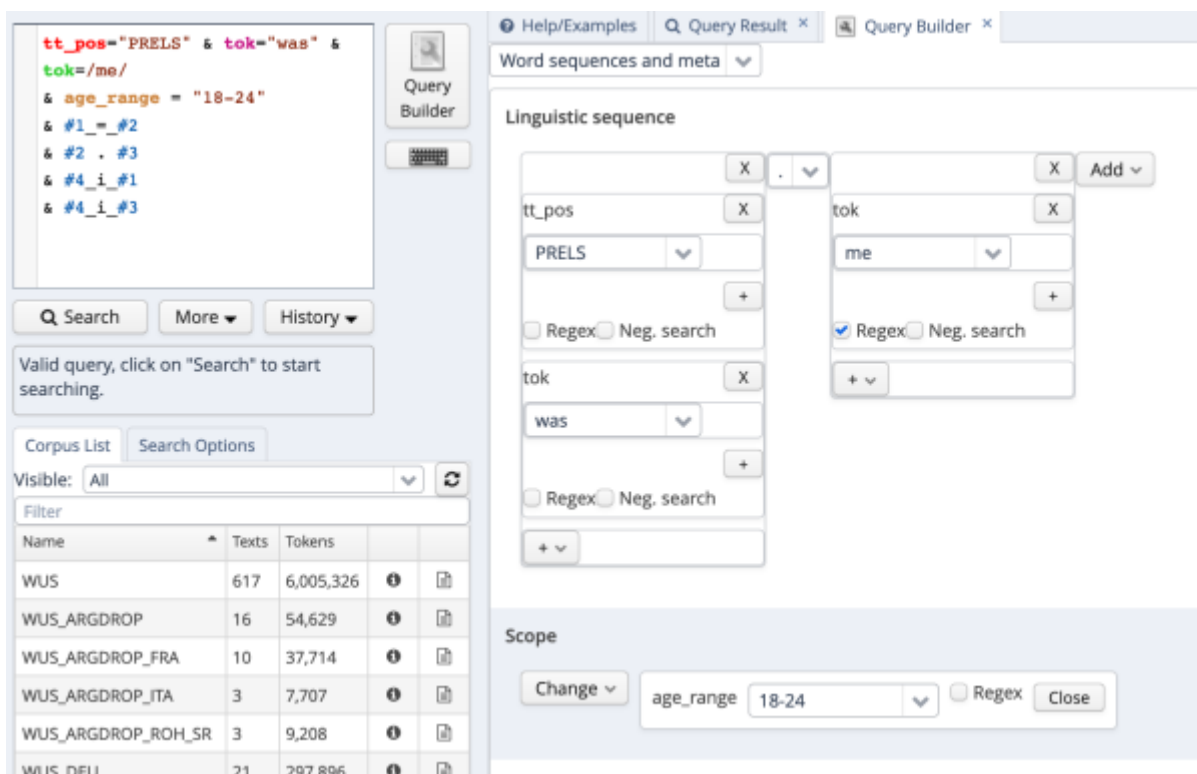 tt_pos="PRELS" & tok="was" &
tok=/me/
& age_range = "18-24"
& #1_=_#2
& #2 . #3
& #4_i_#1
& #4_i_#3
Query
Builder
Search More History
Valid query, click on "Search" to start
searching.
Corpus List Search Options
Visible: All
Filter
Name Texts Tokens
WUS 617 6,005,326
WUS_ARGDROP 16 54,629
WUS_ARGDROP_FRA 10 37,714
WUS_ARGDROP_ITA 3 7,707
WUS_ARGDROP_ROH_SR 3 9,208
WUS_DEU 21 297,896
Help/Examples Query Result × Query Builder ×
Word sequences and meta
Linguistic sequence
X . X Add
tt_pos X tok X
PRELS me
+ +
Regex Neg. search Regex Neg. search
tok X +
was
+
Regex Neg. search
+
Scope
Change age_range 18-24 Regex Close